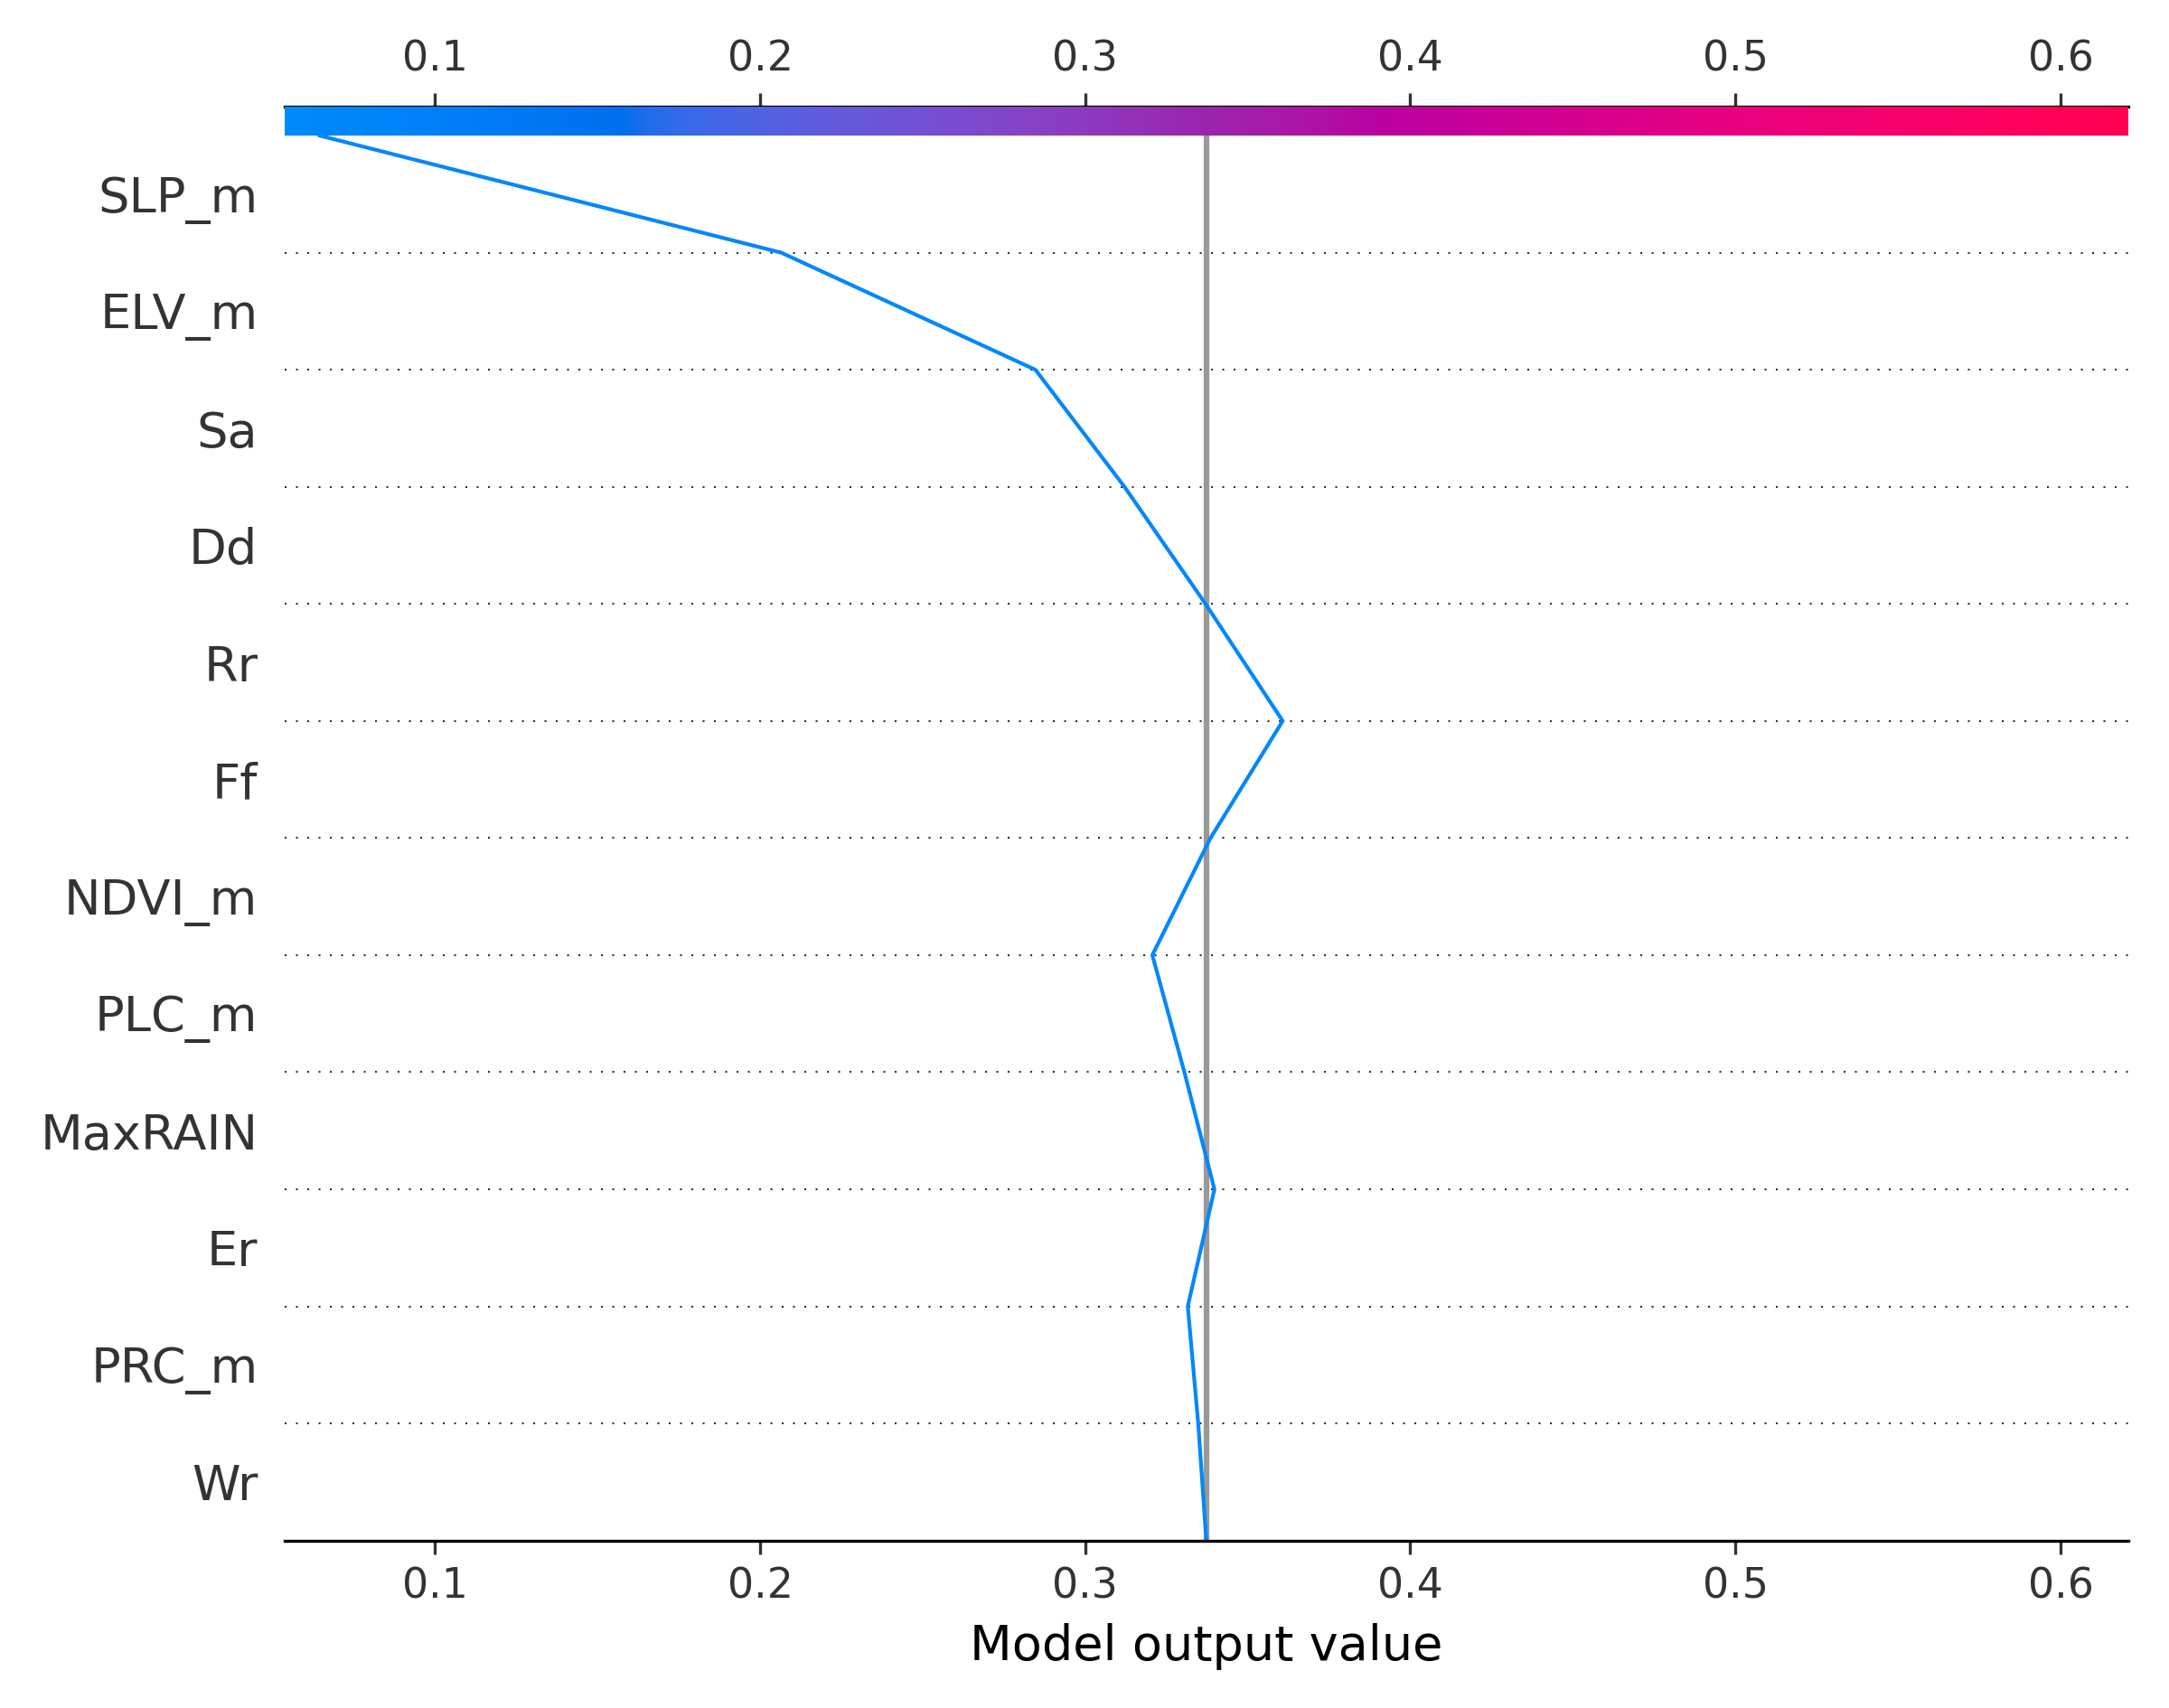 0.1 0.2 0.3 0.4 0.5 0.6
SLP_m
ELV_m
Sa
Dd
Rr
Ff
NDVI_m
PLC_m
MaxRAIN
Er
PRC_m
Wr
0.1 0.2 0.3 0.4 0.5 0.6
Model output value